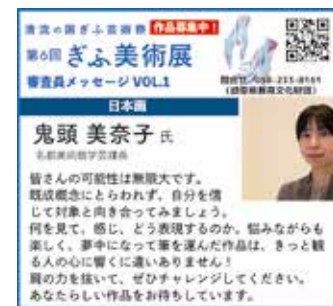 清流の国ぎふ芸術祭 作品募集中！
第6回 ぎふ美術展
審査員メッセージ VOL.1
日本画
鬼頭 美奈子 氏
皆さんの可能性は無限大です。
既成概念にとらわれず、自分を信
じて対象と向き合ってみましょう。
何を見て、感じ、どう表現するのか。悩みながらも
楽しく、夢中になって筆を運んだ作品は、きっと観
る人の心に響くに違いありません！
肩の力を抜いて、ぜひチャレンジしてください。
あなたらしい作品をお待ちしています。